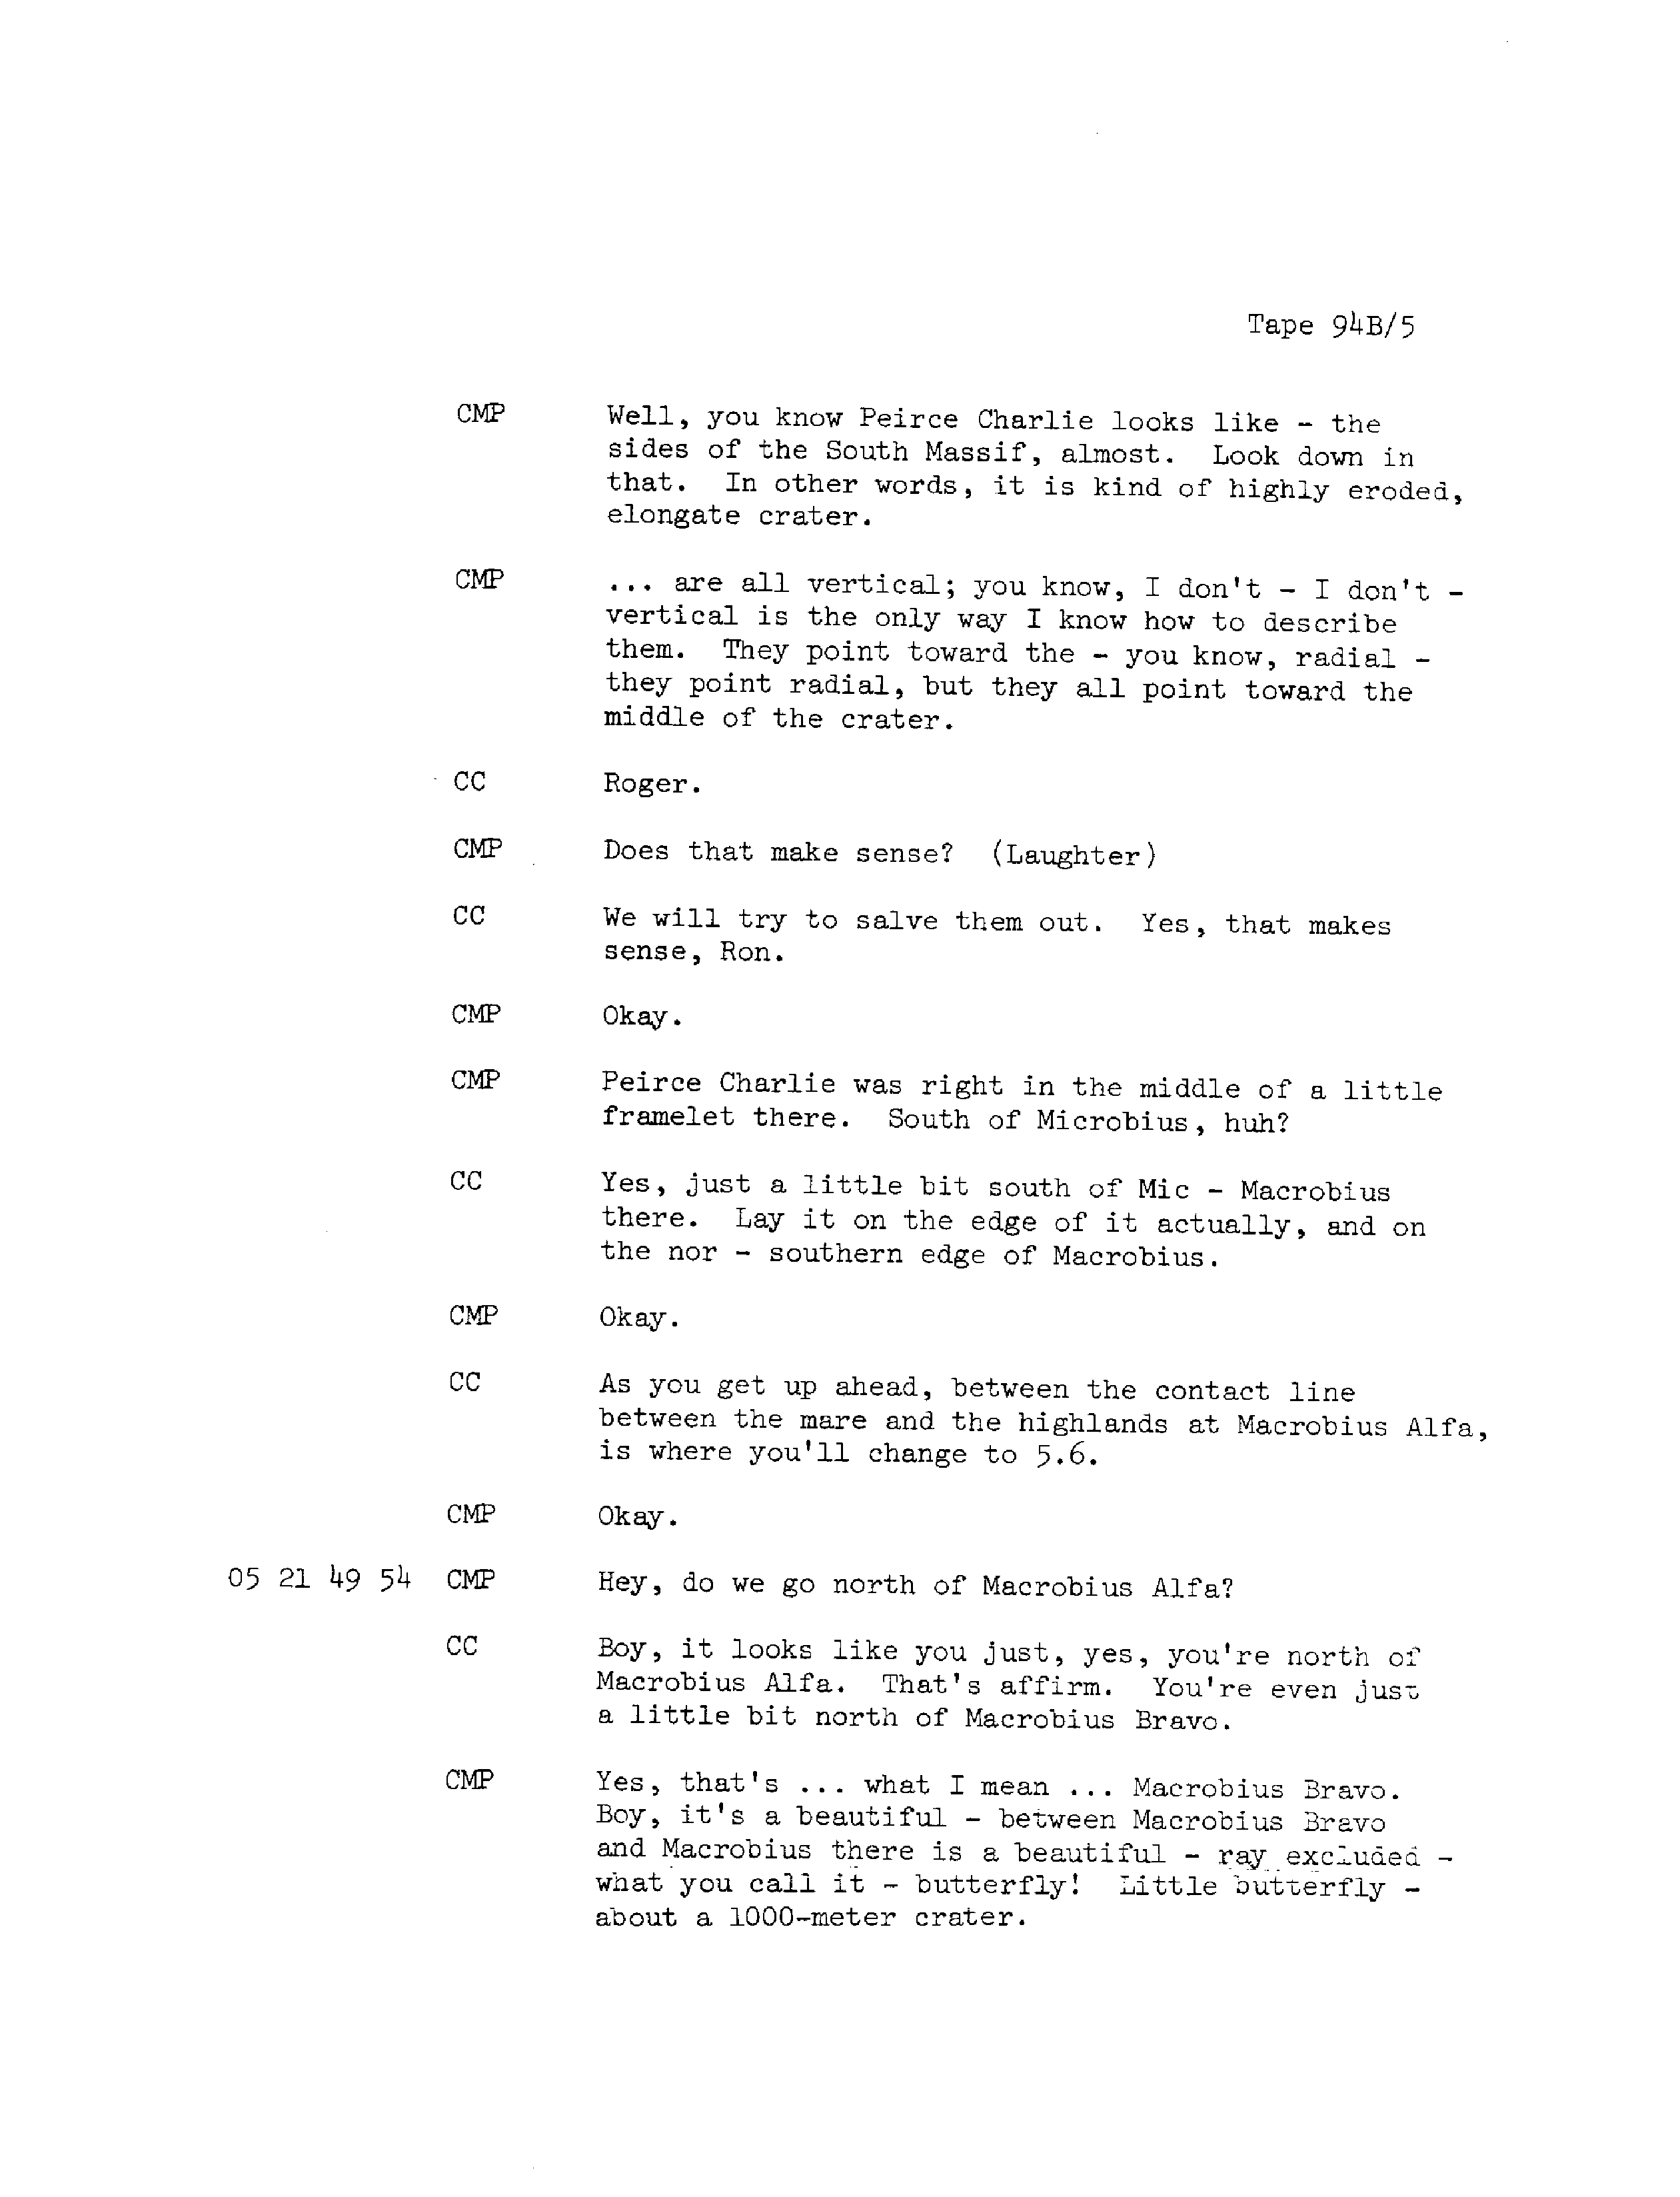 Tape 94B/5
CMP Well, you know Peirce Charlie looks like - the
sides of the South Massif, almost. Look down in
that. In other words, it is kind of highly eroded,
elongate crater.
CMP ... are all vertical; you know, I don't - I don't -
vertical is the only way I know how to describe
them. They point toward the - you know, radial -
they point radial, but they all point toward the
middle of the crater.
CC Roger.
CMP Does that make sense? (Laughter)
CC We will try to salve them out. Yes, that makes
sense, Ron.
CMP Okay.
CMP Peirce Charlie was right in the middle of a little
framelet there. South of Microbius, huh?
CC Yes, just a little bit south of Mic - Macrobius
there. Lay it on the edge of it actually, and on
the nor - southern edge of Macrobius.
CMP Okay.
CC As you get up ahead, between the contact line
between the mare and the highlands at Macrobius Alfa,
is where you'll change to 5.6.
CMP Okay.
05 21 49 54 CMP Hey, do we go north of Macrobius Alfa?
CC Boy, it looks like you just, yes, you're north of
Macrobius Alfa. That's affirm. You're even just
a little bit north of Macrobius Bravo.
CMP Yes, that's ... what I mean ... Macrobius Bravo.
Boy, it's a beautiful - between Macrobius Bravo
and Macrobius there is a beautiful - ray excluded -
what you call it - butterfly! Little butterfly -
about a 1000-meter crater.